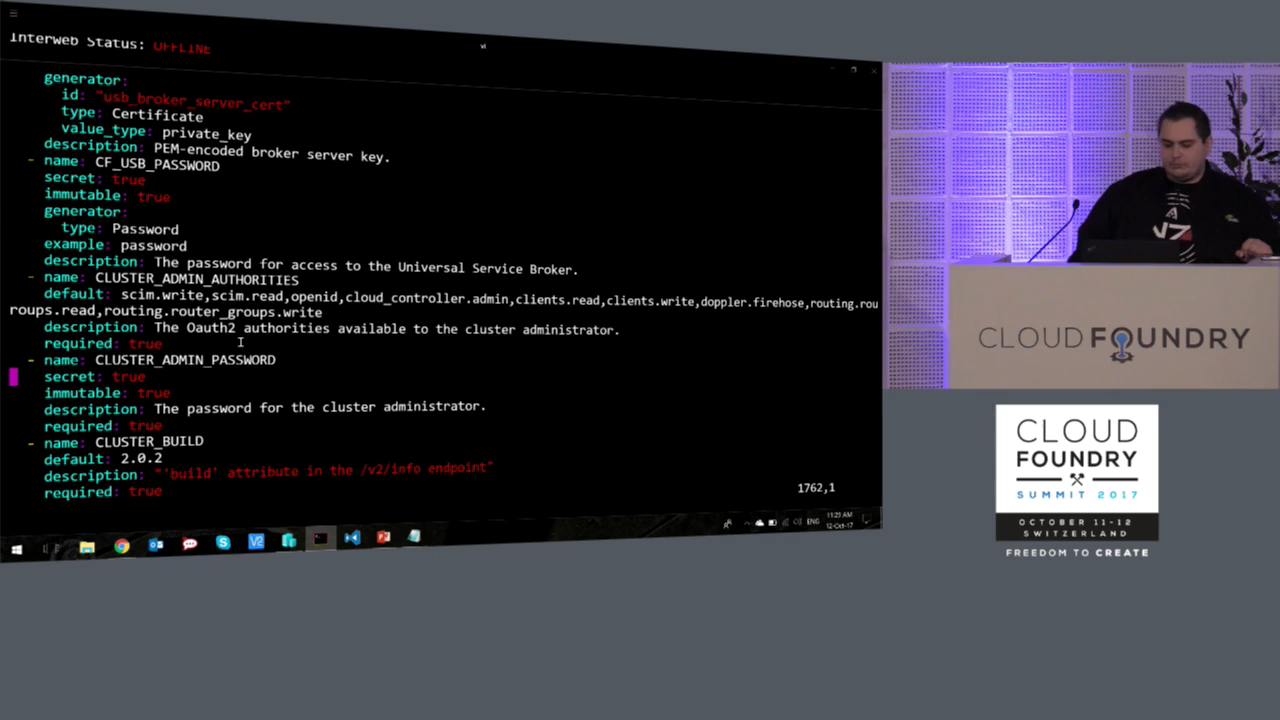 Interweb Status: OFFLINE
vi
generator:
id: "usb_broker_server_cert"
type: Certificate
value_type: private_key
description: PEM-encoded broker server key.
- name: CF_USB_PASSWORD
secret: true
immutable: true
generator:
type: Password
example: password
description: The password for access to the Universal Service Broker.
- name: CLUSTER_ADMIN_AUTHORITIES
default: scim.write,scim.read,openid,cloud_controller.admin,clients.read,clients.write,doppler.firehose,routing.rou
roups.read,routing.router_groups.write
description: The Oauth2 authorities available to the cluster administrator.
required: true
- name: CLUSTER_ADMIN_PASSWORD
secret: true
immutable: true
description: The password for the cluster administrator.
required: true
- name: CLUSTER_BUILD
default: 2.0.2
description: "'build' attribute in the /v2/info endpoint"
required: true
1762,1
ENG
12-Oct-17
CLOUD FOUNDRY
CLOUD
FOUNDRY
SUMMIT 2017
OCTOBER 11-12
SWITZERLAND
FREEDOM TO CREATE